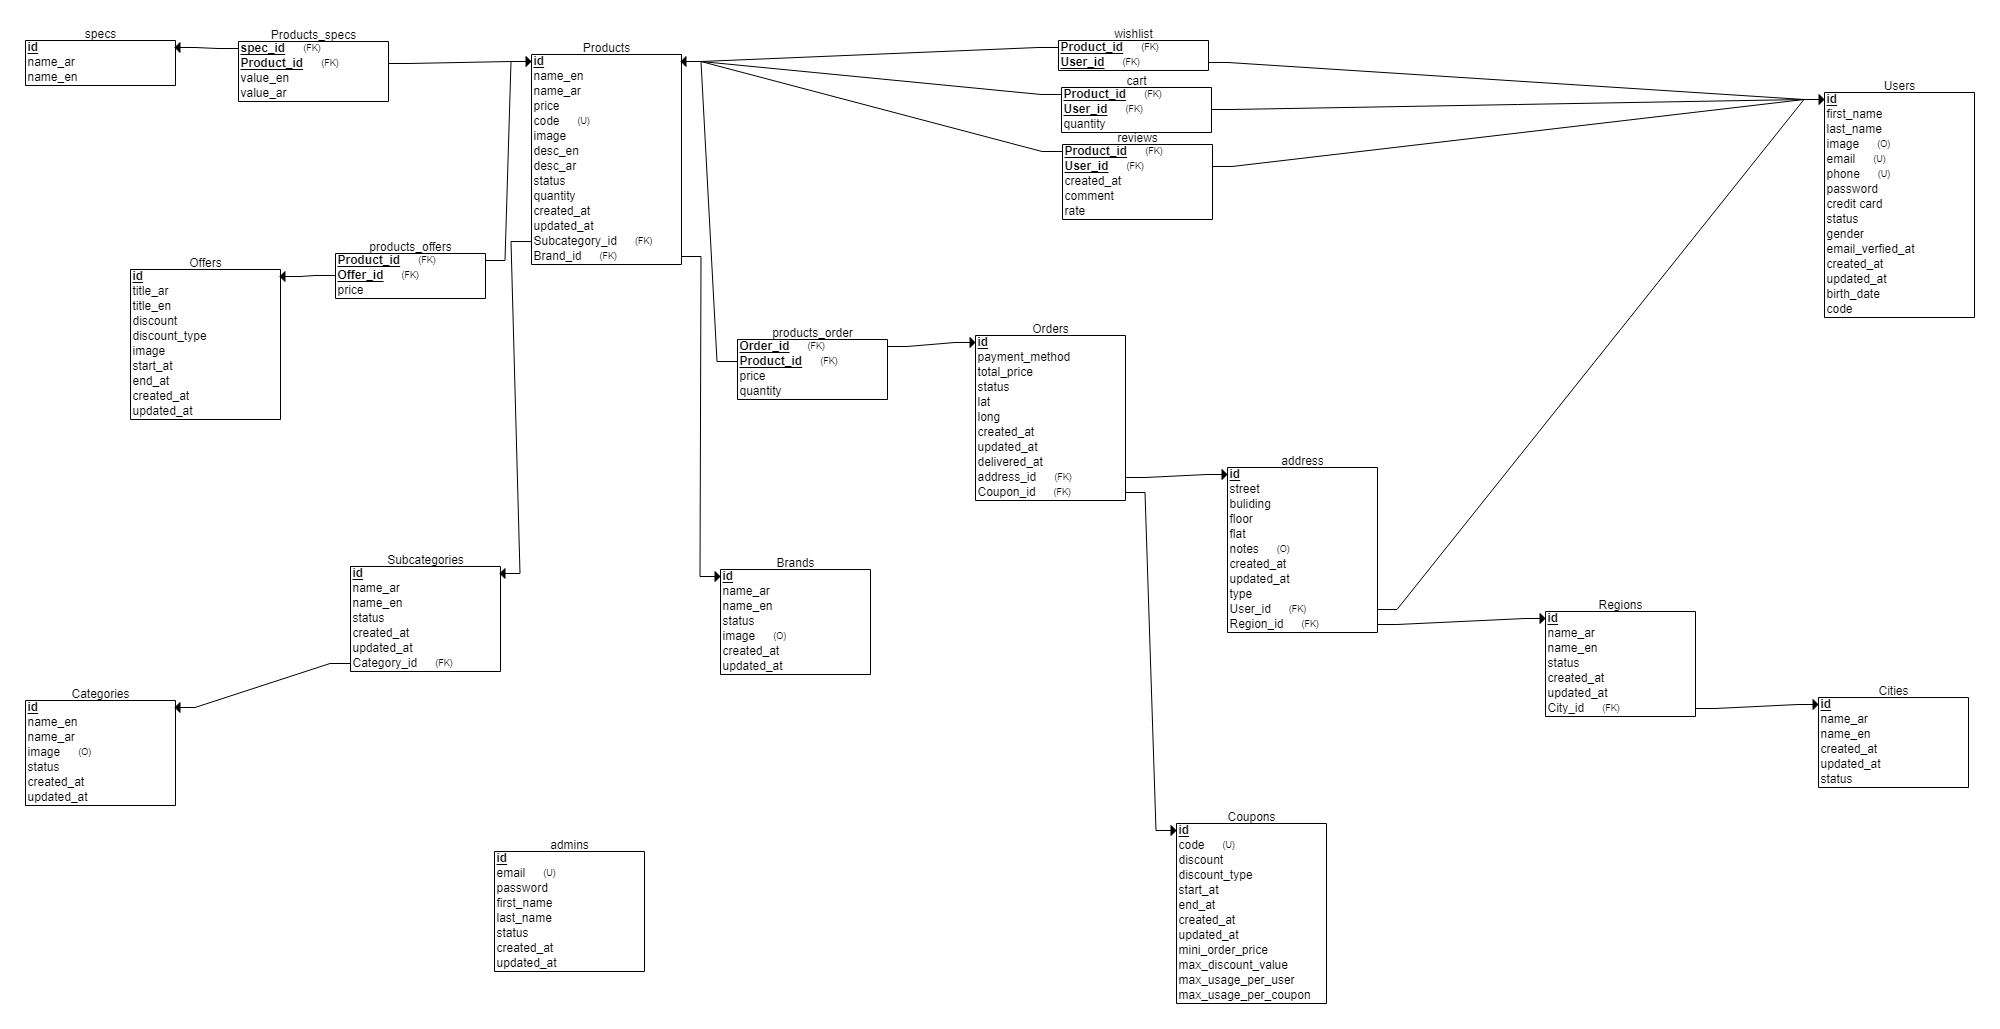 specs
id
name_ar
name_en
Products_specs
spec_id (FK)
Product_id (FK)
value_en
value_ar
Products
id
name_en
name_ar
price
code (U)
image
desc_en
desc_ar
status
quantity
created_at
updated_at
Subcategory_id (FK)
Brand_id (FK)
wishlist
Product_id (FK)
User_id (FK)
cart
Product_id (FK)
User_id (FK)
quantity
reviews
Product_id (FK)
User_id (FK)
created_at
comment
rate
Users
id
first_name
last_name
image (O)
email (U)
phone (U)
password
credit card
status
gender
email_verfied_at
created_at
updated_at
birth_date
code
products_offers
Product_id (FK)
Offer_id (FK)
price
Offers
id
title_ar
title_en
discount
discount_type
image
start_at
end_at
created_at
updated_at
products_order
Order_id (FK)
Product_id (FK)
price
quantity
Orders
id
payment_method
total_price
status
lat
long
created_at
updated_at
delivered_at
address_id (FK)
Coupon_id (FK)
address
id
street
buliding
floor
flat
notes (O)
created_at
updated_at
type
User_id (FK)
Region_id (FK)
Subcategories
id
name_ar
name_en
status
created_at
updated_at
Category_id (FK)
Brands
id
name_ar
name_en
status
image (O)
created_at
updated_at
Regions
id
name_ar
name_en
status
created_at
updated_at
City_id (FK)
Categories
id
name_en
name_ar
image (O)
status
created_at
updated_at
Cities
id
name_ar
name_en
created_at
updated_at
status
admins
id
email (U)
password
first_name
last_name
status
created_at
updated_at
Coupons
id
code (U)
discount
discount_type
start_at
end_at
created_at
updated_at
mini_order_price
max_discount_value
max_usage_per_user
max_usage_per_coupon